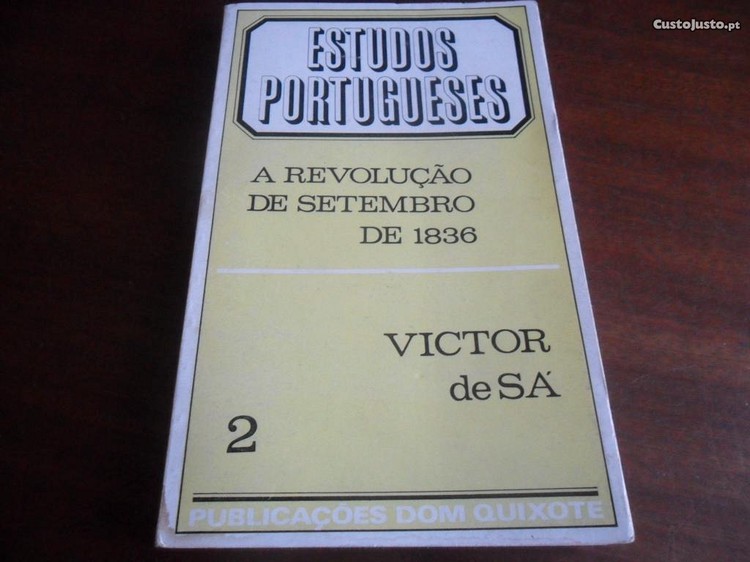 CustoJusto.pt
ESTUDOS
PORTUGUESES
A REVOLUÇÃO
DE SETEMBRO
DE 1836
VICTOR
de SÁ
2
PUBLICAÇÕES DOM QUIXOTE